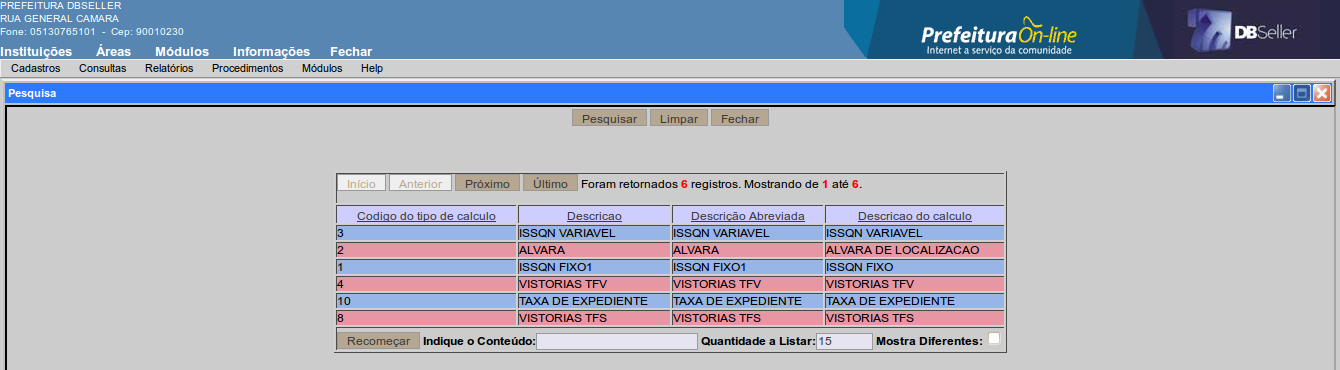 PREFEITURA DBSELLER
RUA GENERAL CAMARA
Fone: 05130765101 - Cep: 90010230
Prefeitura On-line
Internet a serviço da comunidade
DBSeller
Instituições Áreas Módulos Informações Fechar
Cadastros Consultas Relatórios Procedimentos Módulos Help
Pesquisa
Pesquisar Limpar Fechar
Início Anterior Próximo Último Foram retornados 6 registros. Mostrando de 1 até 6.
Codigo do tipo de calculo Descricao Descrição Abreviada Descricao do calculo
3 ISSQN VARIAVEL ISSQN VARIAVEL ISSQN VARIAVEL
2 ALVARA ALVARA ALVARA DE LOCALIZACAO
1 ISSQN FIXO1 ISSQN FIXO1 ISSQN FIXO
4 VISTORIAS TFV VISTORIAS TFV VISTORIAS TFV
10 TAXA DE EXPEDIENTE TAXA DE EXPEDIENTE TAXA DE EXPEDIENTE
8 VISTORIAS TFS VISTORIAS TFS VISTORIAS TFS
Recomeçar Indique o Conteúdo: Quantidade a Listar: 15 Mostra Diferentes: